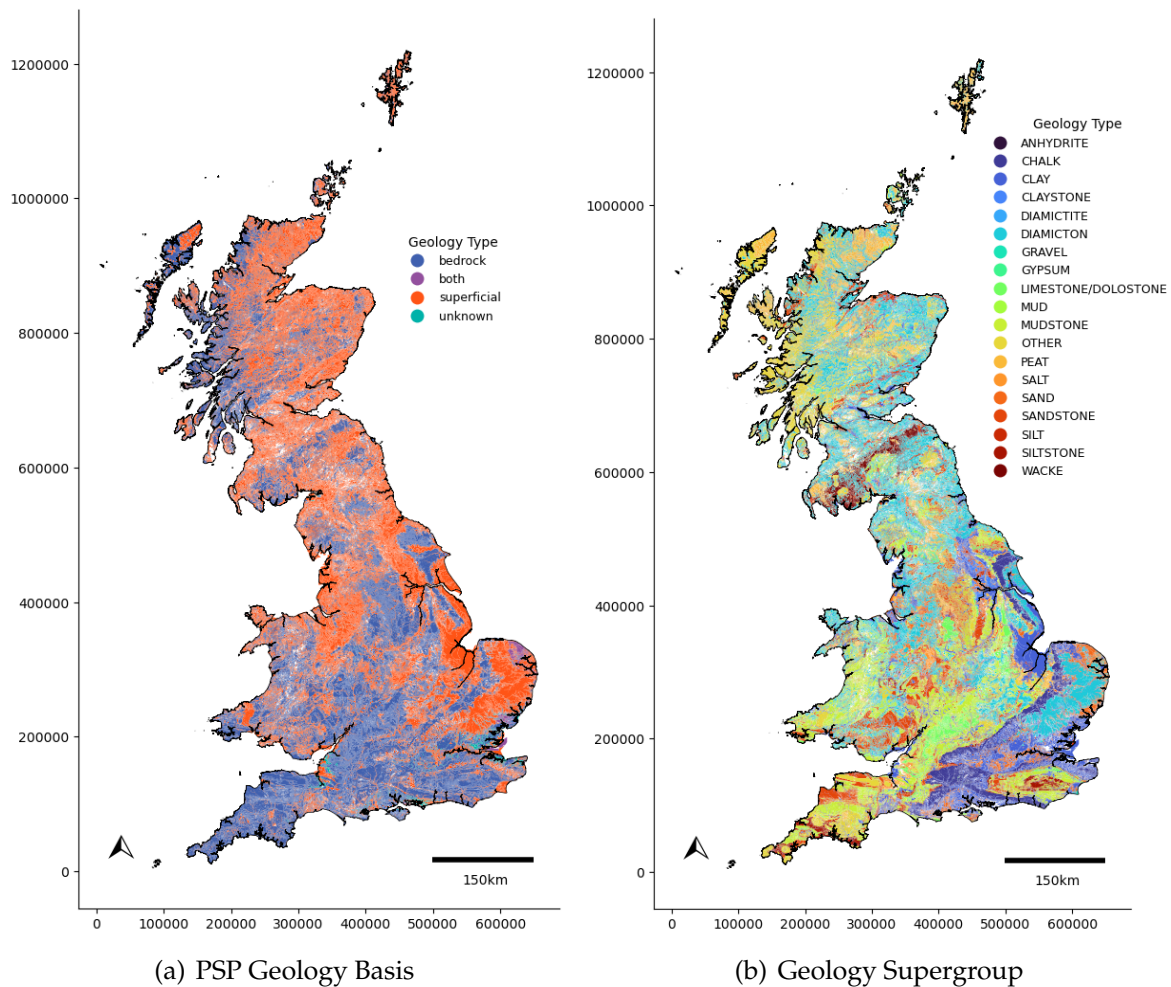 1200000
1000000
800000
600000
400000
200000
0
0 100000 200000 300000 400000 500000 600000
Geology Type
bedrock
both
superficial
unknown
150km
(a) PSP Geology Basis
1200000
1000000
800000
600000
400000
200000
0
0 100000 200000 300000 400000 500000 600000
Geology Type
ANHYDRITE
CHALK
CLAY
CLAYSTONE
DIAMICTITE
DIAMICTON
GRAVEL
GYPSUM
LIMESTONE/DOLOSTONE
MUD
MUDSTONE
OTHER
PEAT
SALT
SAND
SANDSTONE
SILT
SILTSTONE
WACKE
150km
(b) Geology Supergroup